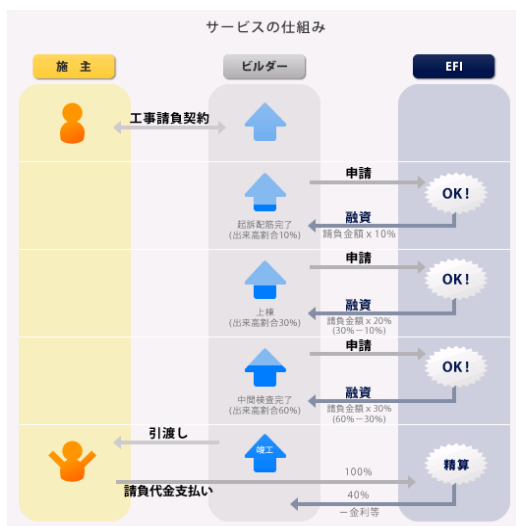 サービスの仕組み
施 主
ビルダー
EFI
工事請負契約
申請
OK!
融資
起訴配筋完了
(出来高割合10%)
請負金額 x 10%
申請
OK!
融資
上棟
(出来高割合30%)
請負金額 x 20%
(30%－10%)
申請
OK!
融資
中間検査完了
(出来高割合60%)
請負金額 x 30%
(60%－30%)
引渡し
竣工
精算
100%
請負代金支払い
40%
－金利等